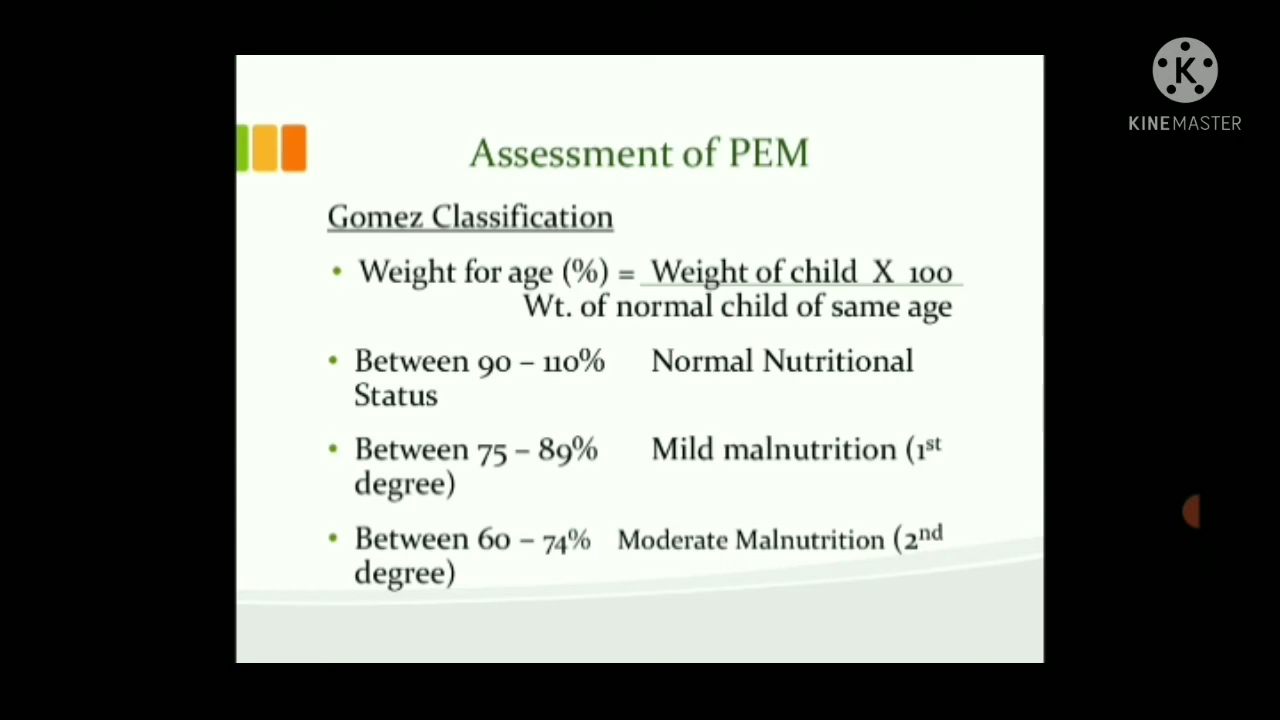 KINEMASTER
Assessment of PEM
Gomez Classification
• Weight for age (%) = Weight of child X 100
Wt. of normal child of same age
• Between 90 – 110% Normal Nutritional
Status
• Between 75 – 89% Mild malnutrition (1st
degree)
• Between 60 – 74% Moderate Malnutrition (2nd
degree)